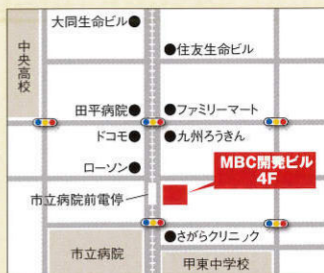 大同生命ビル
中央高校
住友生命ビル
田平病院
ファミリーマート
ドコモ
九州ろうきん
ローソン
MBC開発ビル
4F
市立病院前電停
さがらクリニック
市立病院
甲東中学校